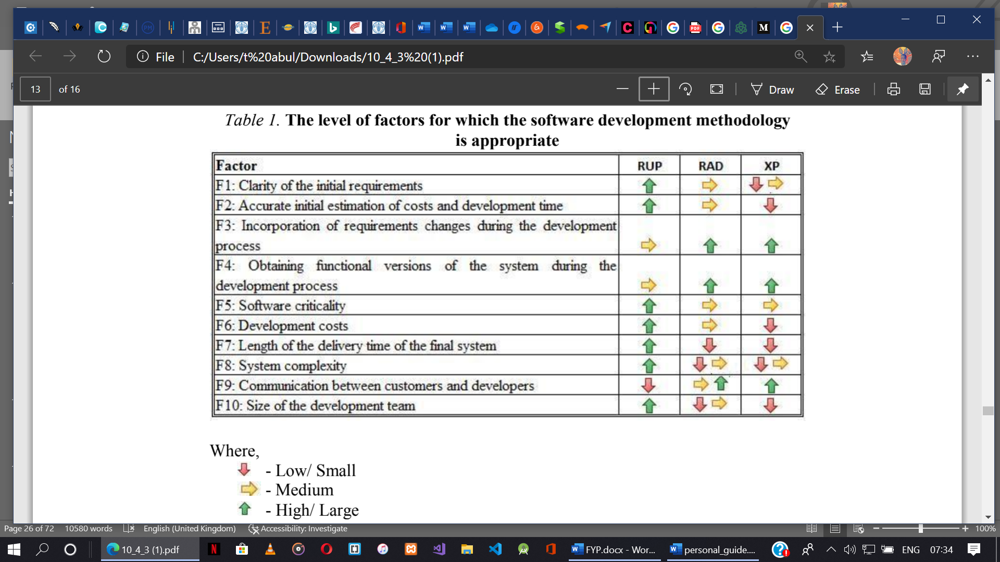 File
C:/Users/t%20abul/Downloads/10_4_3%20(1).pdf
13 of 16
Draw
Erase
Table 1. The level of factors for which the software development methodology
is appropriate
Factor RUP RAD XP
F1: Clarity of the initial requirements
F2: Accurate initial estimation of costs and development time
F3: Incorporation of requirements changes during the development
process
F4: Obtaining functional versions of the system during the
development process
F5: Software criticality
F6: Development costs
F7: Length of the delivery time of the final system
F8: System complexity
F9: Communication between customers and developers
F10: Size of the development team
Where,
- Low/ Small
- Medium
- High/ Large
Page 26 of 72 10580 words English (United Kingdom) Accessibility: Investigate 100%
10_4_3 (1).pdf FYP.docx - Wor... personal_guide.... ENG 07:34